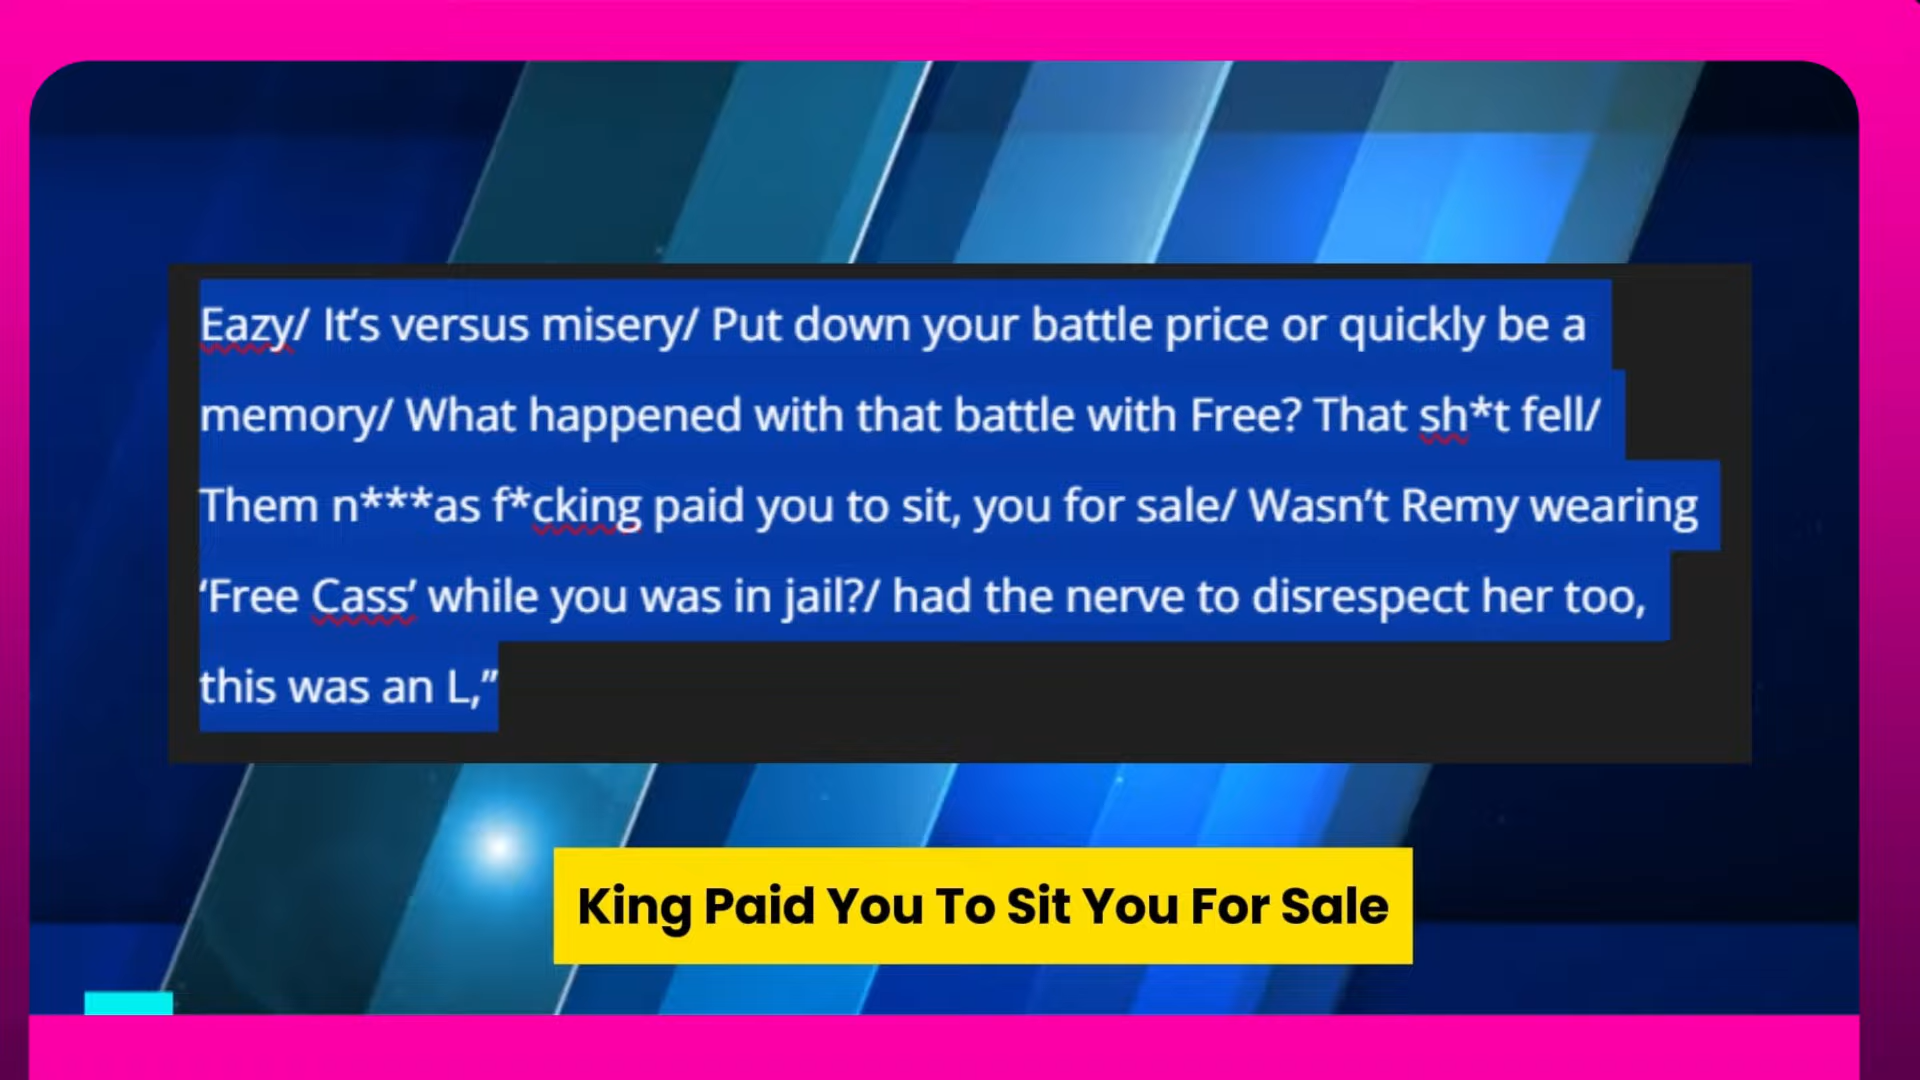 Eazy/ It’s versus misery/ Put down your battle price or quickly be a
memory/ What happened with that battle with Free? That sh*t fell/
Them n***as f*cking paid you to sit, you for sale/ Wasn’t Remy wearing
‘Free Cass’ while you was in jail?/ had the nerve to disrespect her too,
this was an L,”
King Paid You To Sit You For Sale